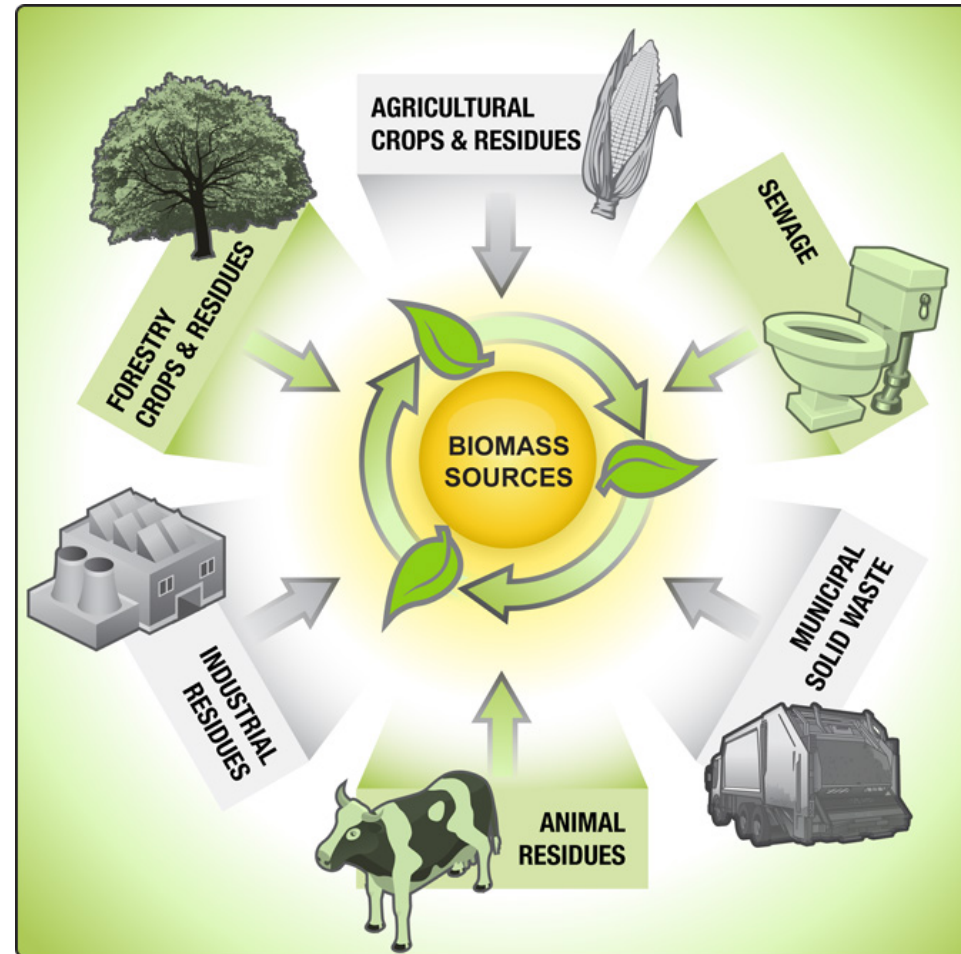 AGRICULTURAL
CROPS & RESIDUES
SEWAGE
FORESTRY
CROPS & RESIDUES
BIOMASS
SOURCES
MUNICIPAL
SOLID WASTE
INDUSTRIAL
RESIDUES
ANIMAL
RESIDUES